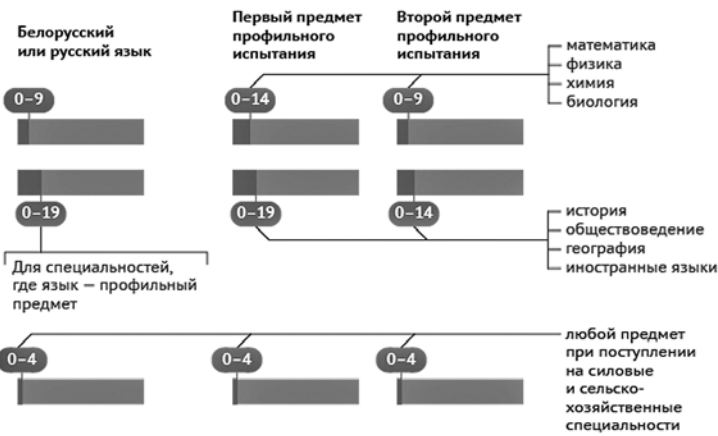 Белорусский
или русский язык
Первый предмет
профильного
испытания
Второй предмет
профильного
испытания
математика
физика
химия
биология
0–9
0–14
0–9
0–19
0–19
0–14
история
обществоведение
география
иностранные языки
Для специальностей,
где язык — профильный
предмет
0–4
0–4
0–4
любой предмет
при поступлении
на силовые
и сельско-
хозяйственные
специальности